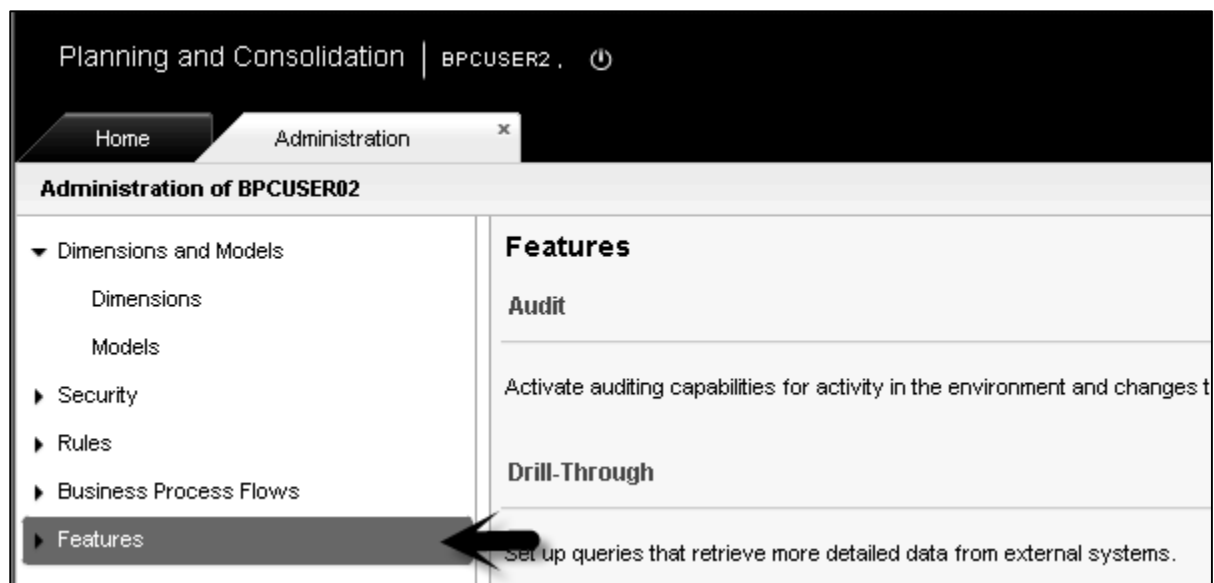 Planning and Consolidation | BPCUSER2 ,
Home Administration ×
Administration of BPCUSER02
Dimensions and Models
Dimensions
Models
Security
Rules
Business Process Flows
Features
Features
Audit
Activate auditing capabilities for activity in the environment and changes t
Drill-Through
Set up queries that retrieve more detailed data from external systems.